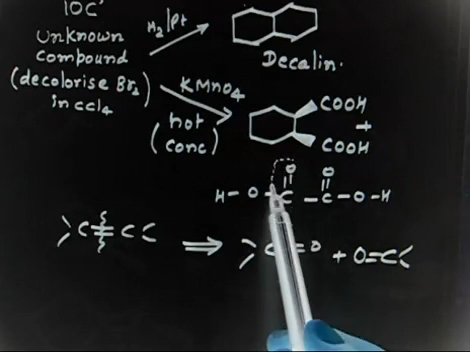 IOC'
unknown
compound
(decolorise Br2)
in ccl4
H2/Pt
Decalin.
KMnO4
(hot
conc)
COOH
+
COOH
O O
H-O-C-C-O-H
>C=C< ⇒ >C=O + O=C<